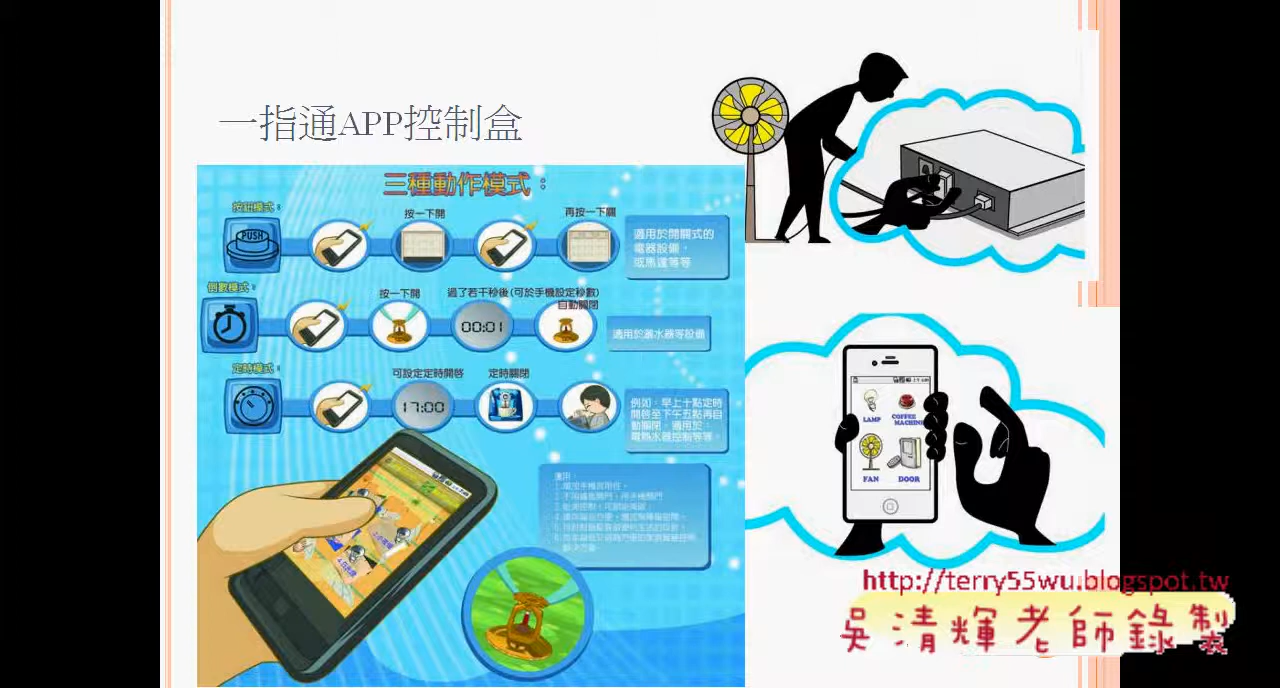 一指通APP控制盒
三種動作模式：
按鈕模式：
PUSH
按一下開
再按一下關
適用於開關式的
電器設備，
或馬達等等
倒數模式：
按一下開
過了若干秒後(可於手機設定秒數)
自動關閉
00:01
適用於灑水器等設備
定時模式：
可設定定時開啓
定時關閉
17:00
例如：早上十點定時
開啓至下午五點再自
動關閉。適用於：
電熱水器控制等等。
應用：
LAMP
COFFEE
MACHINE
FAN
DOOR
http://terry55wu.blogspot.tw
吳清輝老師錄製